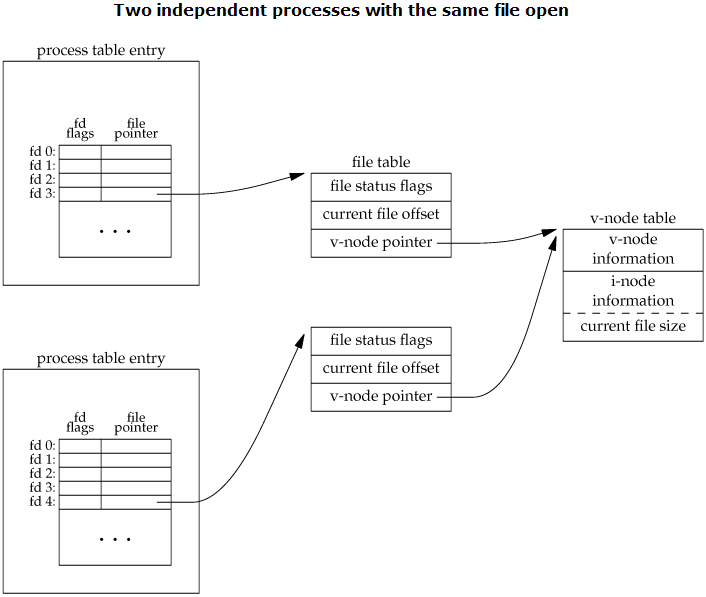 Two independent processes with the same file open
process table entry
fd
flags
file
pointer
fd 0:
fd 1:
fd 2:
fd 3:
. . .
file table
file status flags
current file offset
v-node pointer
v-node table
v-node
information
i-node
information
current file size
file status flags
current file offset
v-node pointer
process table entry
fd
flags
file
pointer
fd 0:
fd 1:
fd 2:
fd 3:
fd 4:
. . .